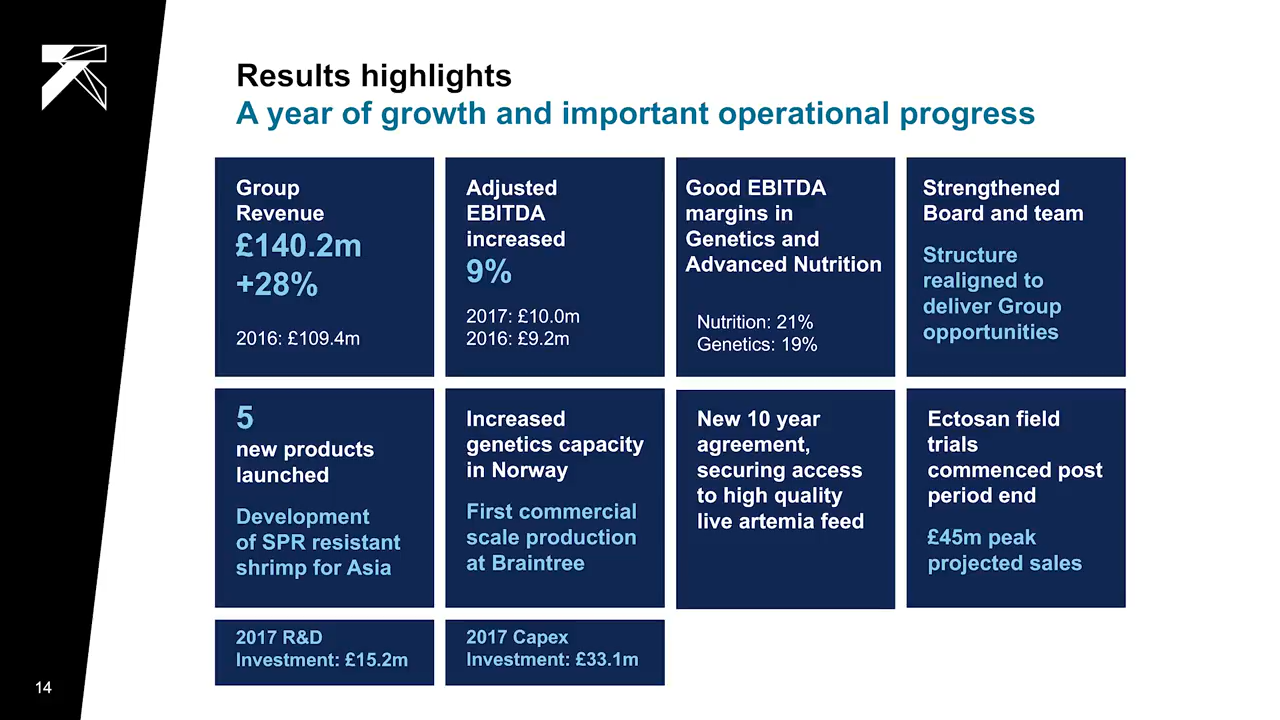 Results highlights
A year of growth and important operational progress
Group
Revenue
£140.2m
+28%
2016: £109.4m
Adjusted
EBITDA
increased
9%
2017: £10.0m
2016: £9.2m
Good EBITDA
margins in
Genetics and
Advanced Nutrition
Nutrition: 21%
Genetics: 19%
Strengthened
Board and team
Structure
realigned to
deliver Group
opportunities
5
new products
launched
Development
of SPR resistant
shrimp for Asia
Increased
genetics capacity
in Norway
First commercial
scale production
at Braintree
New 10 year
agreement,
securing access
to high quality
live artemia feed
Ectosan field
trials
commenced post
period end
£45m peak
projected sales
2017 R&D
Investment: £15.2m
2017 Capex
Investment: £33.1m
14